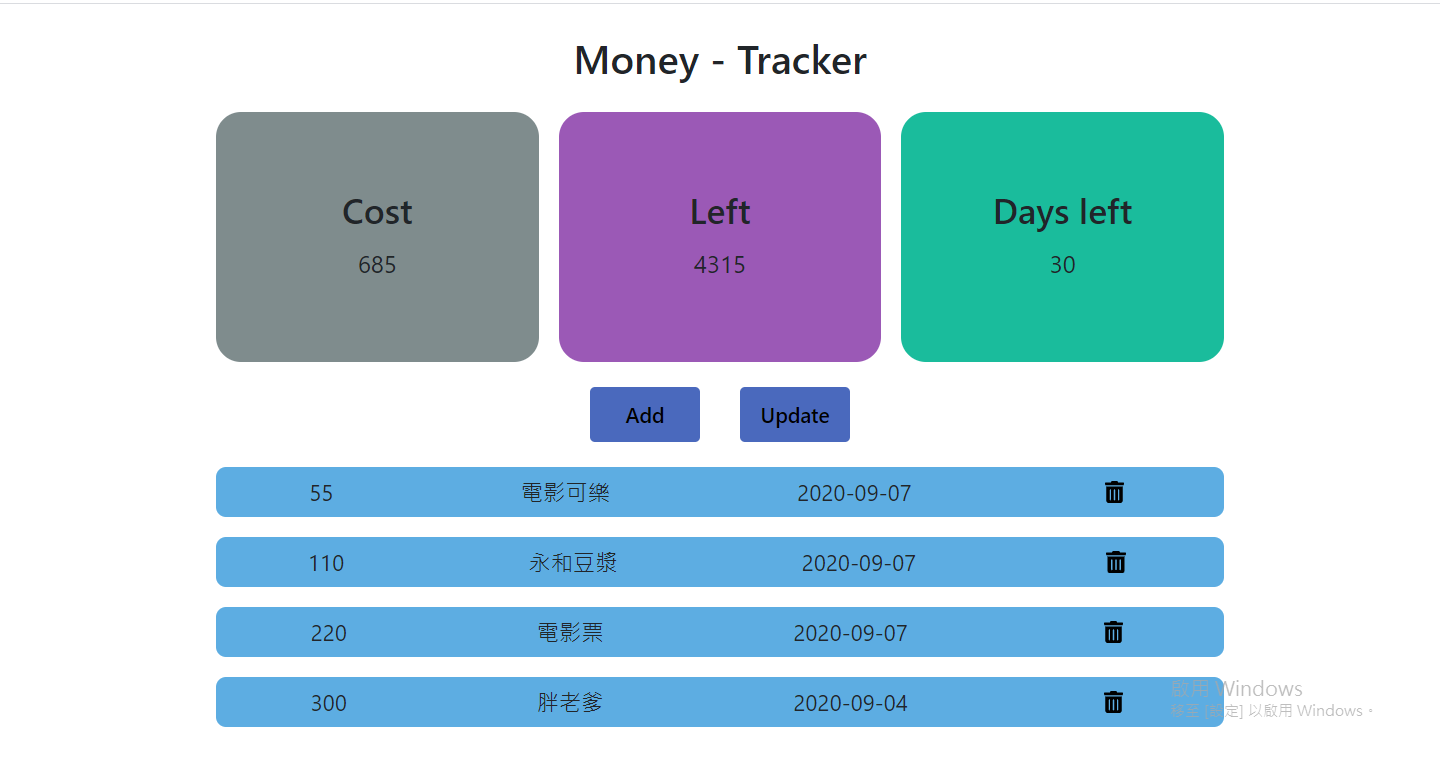 Money - Tracker
Cost
Left
Days left
685
4315
30
Add
Update
55 電影可樂 2020-09-07
110 永和豆漿 2020-09-07
220 電影票 2020-09-07
300 胖老爹 2020-09-04
啟用 Windows
移至 [設定] 以啟用 Windows。